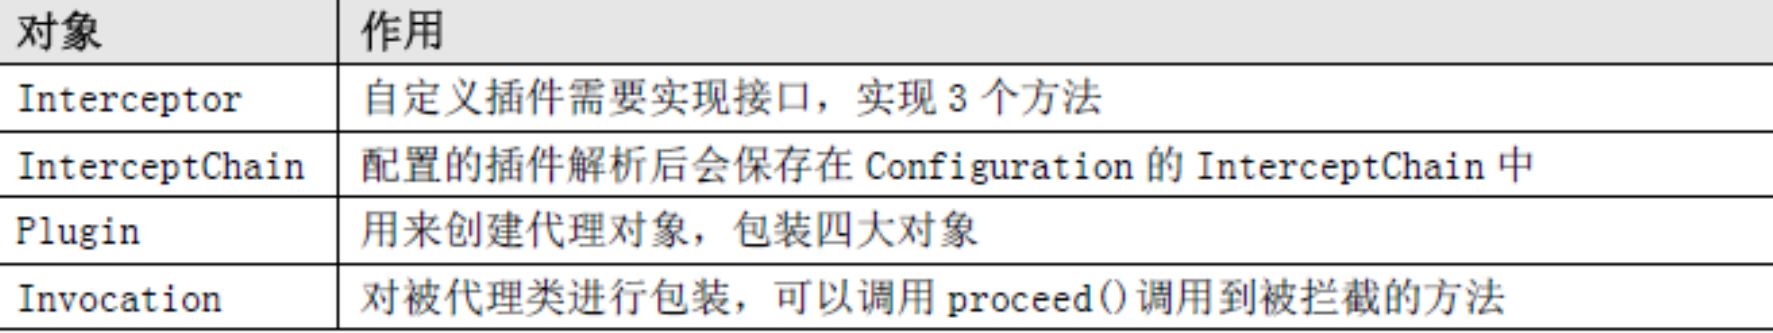 对象 作用
Interceptor 自定义插件需要实现接口，实现 3 个方法
InterceptChain 配置的插件解析后会保存在 Configuration 的 InterceptChain 中
Plugin 用来创建代理对象，包装四大对象
Invocation 对被代理类进行包装，可以调用 proceed()调用到被拦截的方法